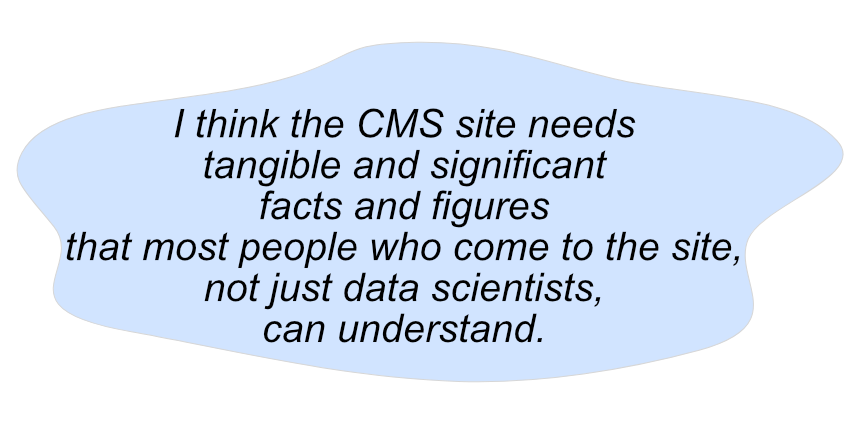 I think the CMS site needs
tangible and significant
facts and figures
that most people who come to the site,
not just data scientists,
can understand.